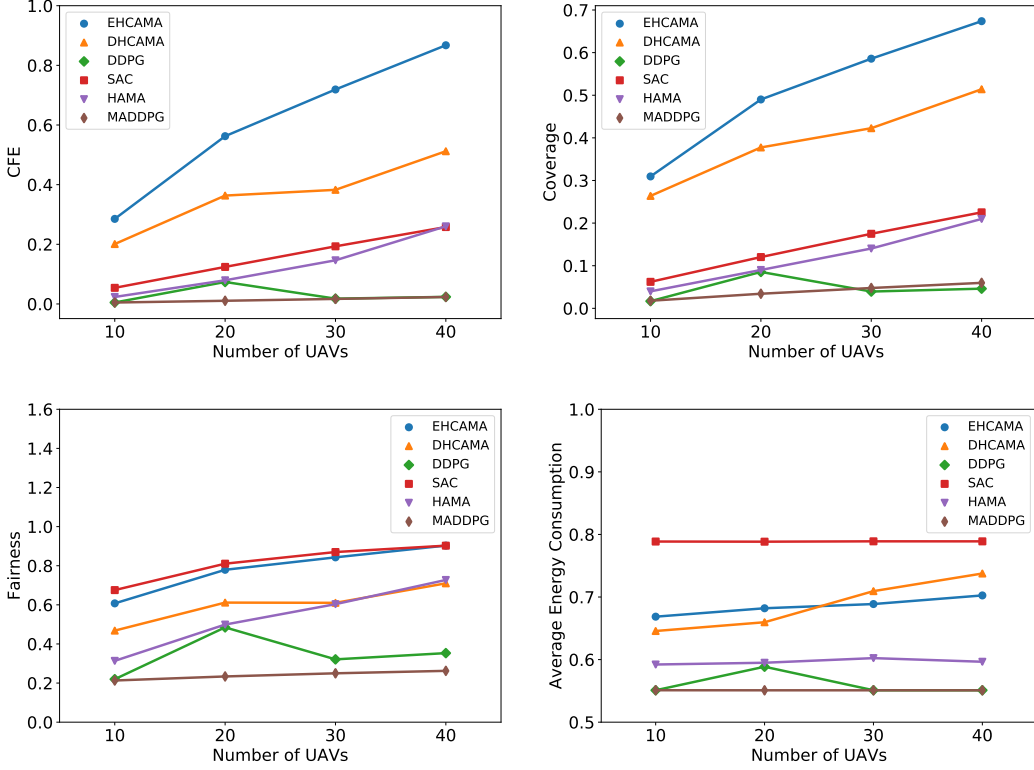 1.0
0.8
0.6
0.4
0.2
0.0
CFE
EHCAMA
DHCAMA
DDPG
SAC
HAMA
MADDPG
10 20 30 40
Number of UAVs
0.7
0.6
0.5
0.4
0.3
0.2
0.1
0.0
Coverage
EHCAMA
DHCAMA
DDPG
SAC
HAMA
MADDPG
10 20 30 40
Number of UAVs
1.6
1.4
1.2
1.0
0.8
0.6
0.4
0.2
0.0
Fairness
EHCAMA
DHCAMA
DDPG
SAC
HAMA
MADDPG
10 20 30 40
Number of UAVs
1.0
0.9
0.8
0.7
0.6
0.5
Average Energy Consumption
EHCAMA
DHCAMA
DDPG
SAC
HAMA
MADDPG
10 20 30 40
Number of UAVs